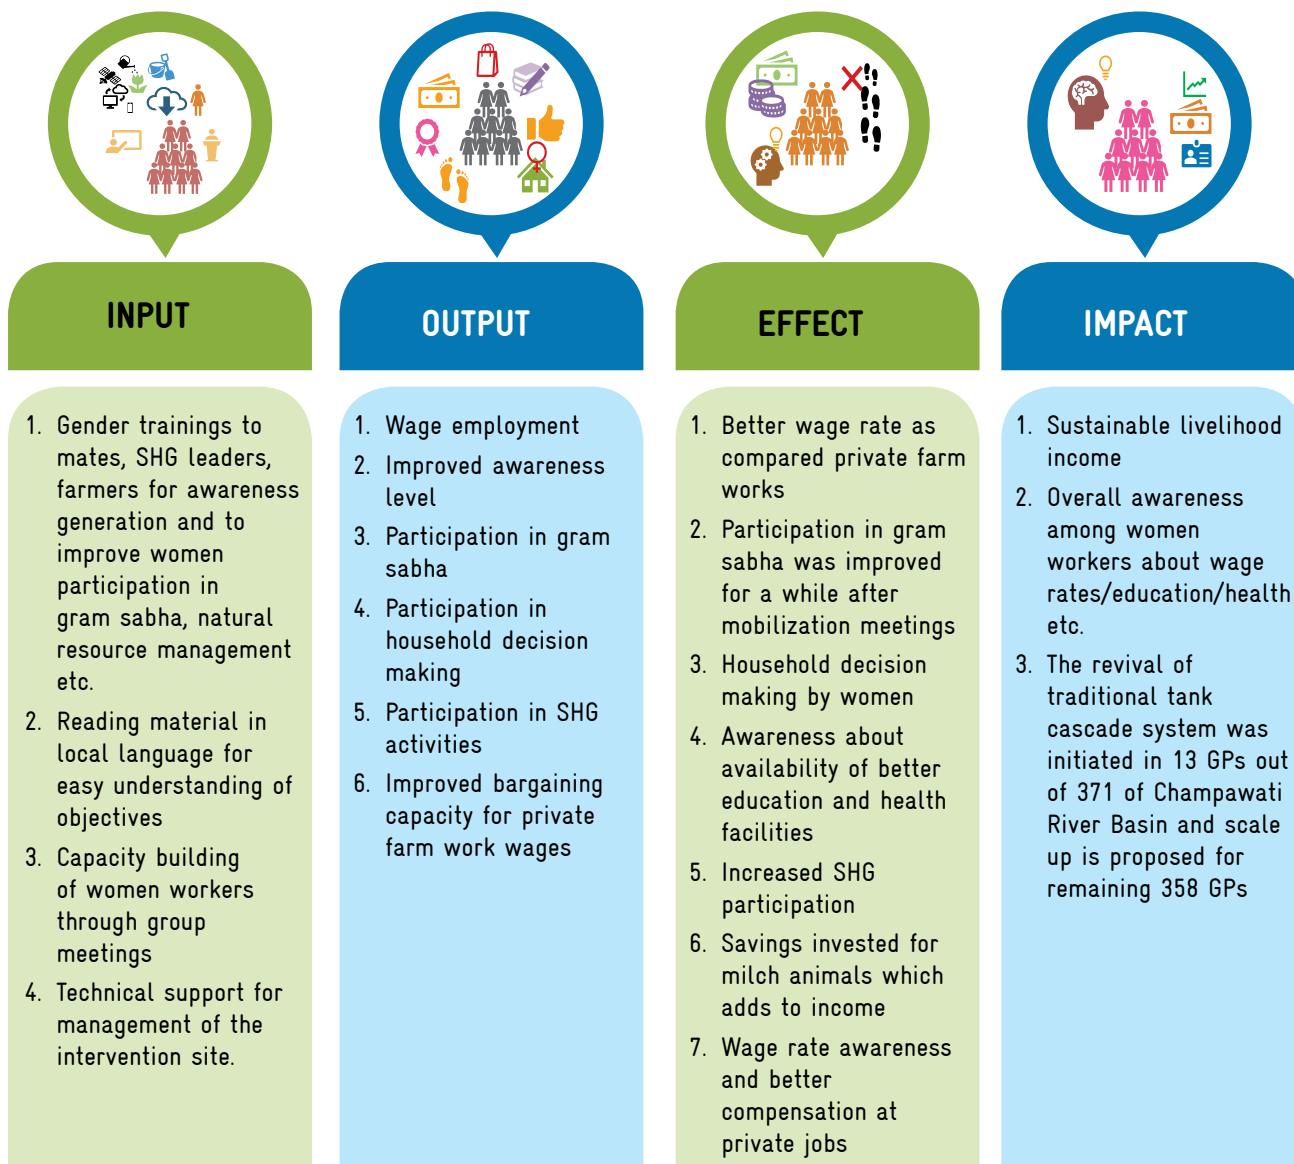 INPUT
1. Gender trainings to
mates, SHG leaders,
farmers for awareness
generation and to
improve women
participation in
gram sabha, natural
resource management
etc.
2. Reading material in
local language for
easy understanding of
objectives
3. Capacity building
of women workers
through group
meetings
4. Technical support for
management of the
intervention site.
OUTPUT
1. Wage employment
2. Improved awareness
level
3. Participation in gram
sabha
4. Participation in
household decision
making
5. Participation in SHG
activities
6. Improved bargaining
capacity for private
farm work wages
EFFECT
1. Better wage rate as
compared private farm
works
2. Participation in gram
sabha was improved
for a while after
mobilization meetings
3. Household decision
making by women
4. Awareness about
availability of better
education and health
facilities
5. Increased SHG
participation
6. Savings invested for
milch animals which
adds to income
7. Wage rate awareness
and better
compensation at
private jobs
IMPACT
1. Sustainable livelihood
income
2. Overall awareness
among women
workers about wage
rates/education/health
etc.
3. The revival of
traditional tank
cascade system was
initiated in 13 GPs out
of 371 of Champawati
River Basin and scale
up is proposed for
remaining 358 GPs